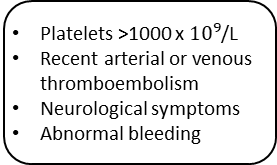 • Platelets >1000 x 10⁹/L
• Recent arterial or venous
thromboembolism
• Neurological symptoms
• Abnormal bleeding